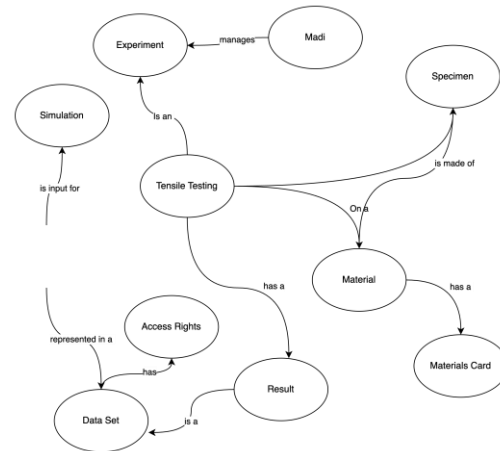 Madi
manages
Experiment
Specimen
Simulation
Is an
is made of
is input for
Tensile Testing
On a
Material
has a
has a
Access Rights
represented in a
has
Materials Card
Result
is a
Data Set